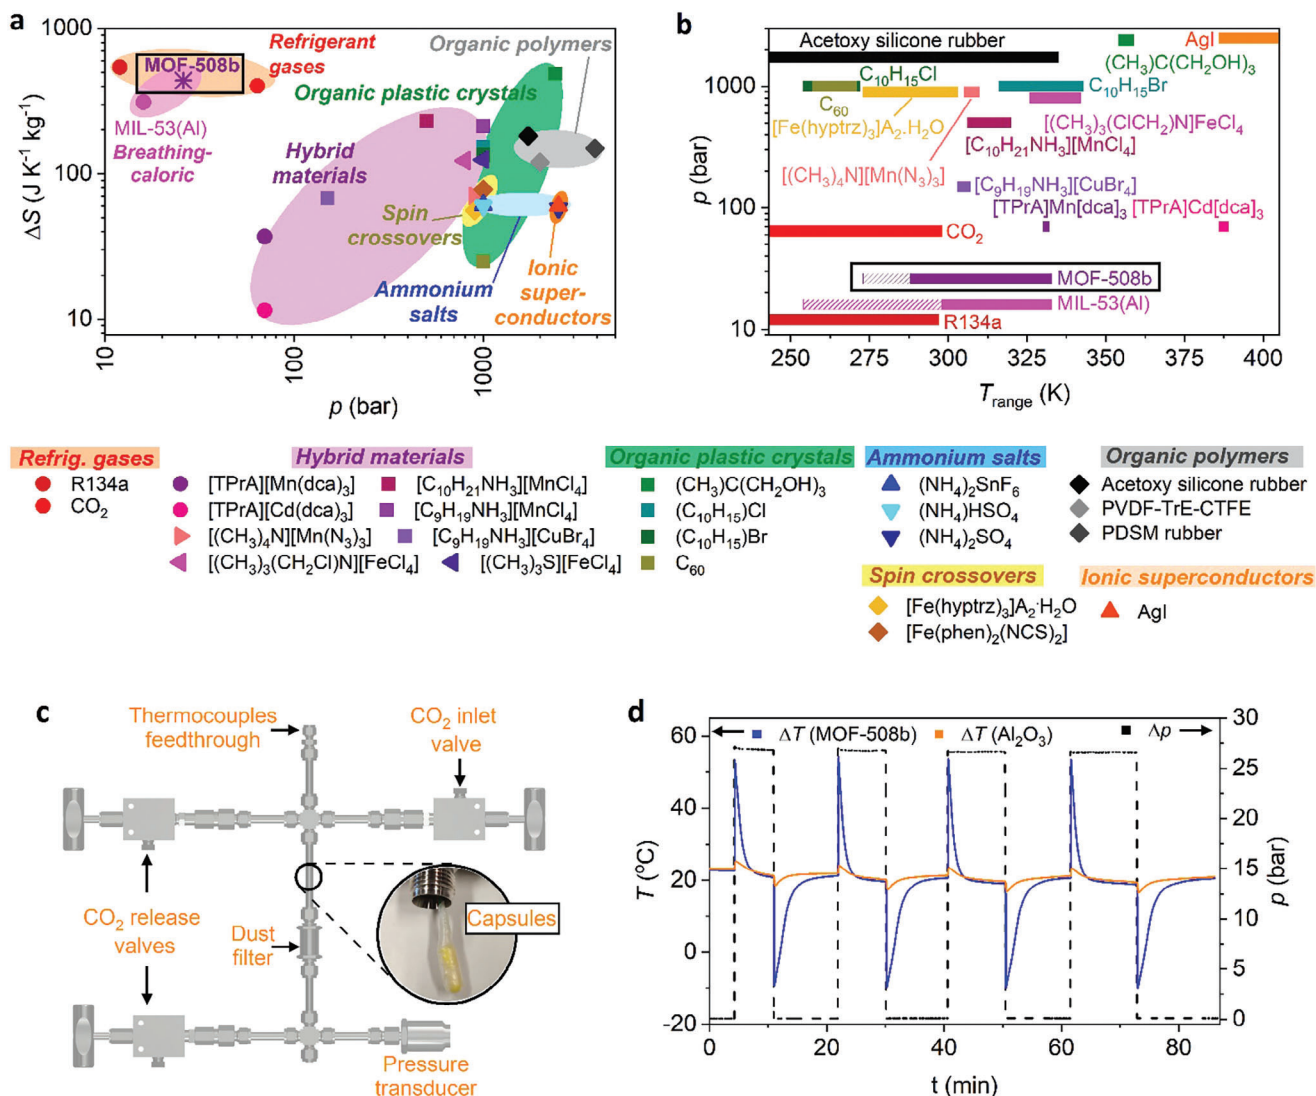 a
ΔS (J K⁻¹ kg⁻¹)
1000
100
10
MOF-508b
Refrigerant
gases
Organic polymers
Organic plastic crystals
MIL-53(Al)
Breathing-
caloric
Hybrid
materials
Spin
crossovers
Ammonium
salts
Ionic
super-
conductors
10
100
1000
p (bar)
b
p (bar)
1000
100
10
Acetoxy silicone rubber
AgI
(CH₃)C(CH₂OH)₃
C₁₀H₁₅Cl
C₆₀
C₁₀H₁₅Br
[Fe(hyptrz)₃]A₂.H₂O
[(CH₃)₃(ClCH₂)N]FeCl₄
[C₁₀H₂₁NH₃][MnCl₄]
[(CH₃)₄N][Mn(N₃)₃]
[C₉H₁₉NH₃][CuBr₄]
[TPrA]Mn[dca]₃
[TPrA]Cd[dca]₃
CO₂
MOF-508b
MIL-53(Al)
R134a
250
275
300
325
350
375
400
Trange (K)
Refrig. gases
R134a
CO₂
Hybrid materials
[TPrA][Mn(dca)₃]
[C₁₀H₂₁NH₃][MnCl₄]
[TPrA][Cd(dca)₃]
[C₉H₁₉NH₃][MnCl₄]
[(CH₃)₄N][Mn(N₃)₃]
[C₉H₁₉NH₃][CuBr₄]
[(CH₃)₃(CH₂Cl)N][FeCl₄]
[(CH₃)₃S][FeCl₄]
Organic plastic crystals
(CH₃)C(CH₂OH)₃
(C₁₀H₁₅)Cl
(C₁₀H₁₅)Br
C₆₀
Ammonium salts
(NH₄)₂SnF₆
(NH₄)HSO₄
(NH₄)₂SO₄
Organic polymers
Acetoxy silicone rubber
PVDF-TrE-CTFE
PDSM rubber
Spin crossovers
[Fe(hyptrz)₃]A₂·H₂O
[Fe(phen)₂(NCS)₂]
Ionic superconductors
AgI
c
Thermocouples
feedthrough
CO₂ inlet
valve
CO₂ release
valves
Dust
filter
Capsules
Pressure
transducer
d
T (ºC)
60
40
20
0
-20
ΔT (MOF-508b)
ΔT (Al₂O₃)
Δp
30
25
20
15
10
5
0
p (bar)
0
20
40
60
80
t (min)